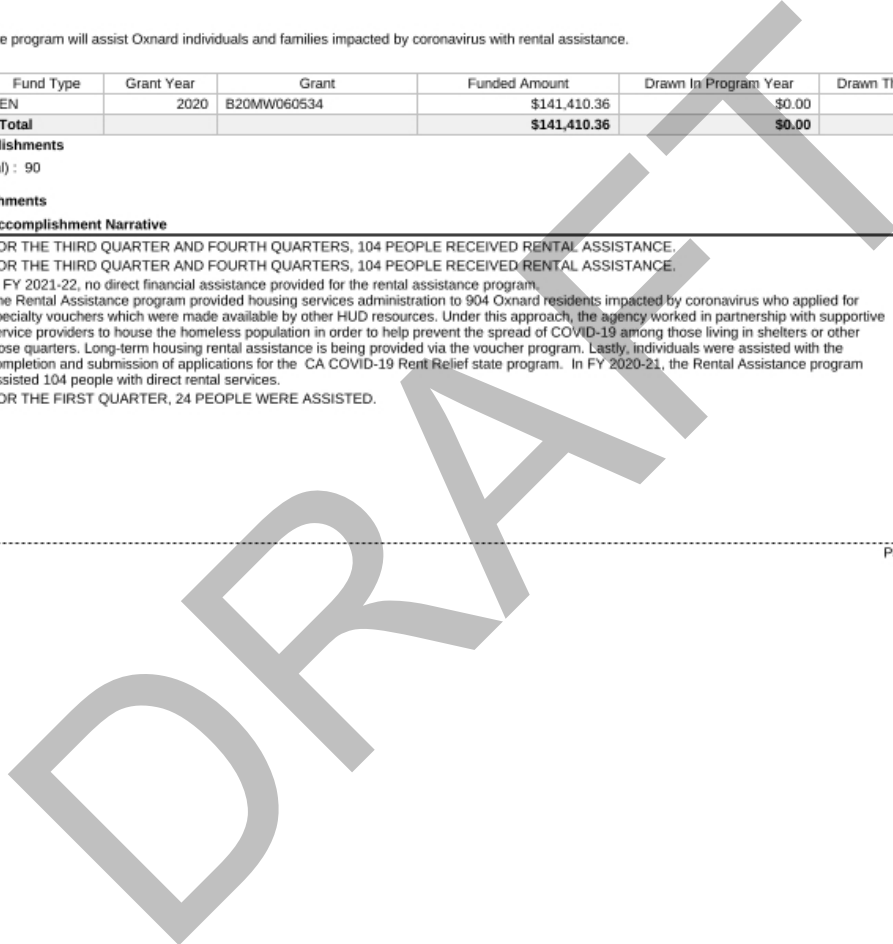 e program will assist Oxnard individuals and families impacted by coronavirus with rental assistance.
Fund Type Grant Year Grant Funded Amount Drawn In Program Year Drawn Th
EN 2020 B20MW060534 $141,410.36 $0.00
Total $141,410.36 $0.00
lishments
al) : 90
hments
ccomplishment Narrative
OR THE THIRD QUARTER AND FOURTH QUARTERS, 104 PEOPLE RECEIVED RENTAL ASSISTANCE.
OR THE THIRD QUARTER AND FOURTH QUARTERS, 104 PEOPLE RECEIVED RENTAL ASSISTANCE.
FY 2021-22, no direct financial assistance provided for the rental assistance program.
he Rental Assistance program provided housing services administration to 904 Oxnard residents impacted by coronavirus who applied for
pecialty vouchers which were made available by other HUD resources. Under this approach, the agency worked in partnership with supportive
ervice providers to house the homeless population in order to help prevent the spread of COVID-19 among those living in shelters or other
ose quarters. Long-term housing rental assistance is being provided via the voucher program. Lastly, individuals were assisted with the
ompletion and submission of applications for the CA COVID-19 Rent Relief state program. In FY 2020-21, the Rental Assistance program
ssisted 104 people with direct rental services.
OR THE FIRST QUARTER, 24 PEOPLE WERE ASSISTED.
P
DRAFT